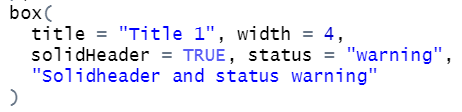 box(
  title = "Title 1", width = 4,
  solidHeader = TRUE, status = "warning",
  "Solidheader and status warning"
)